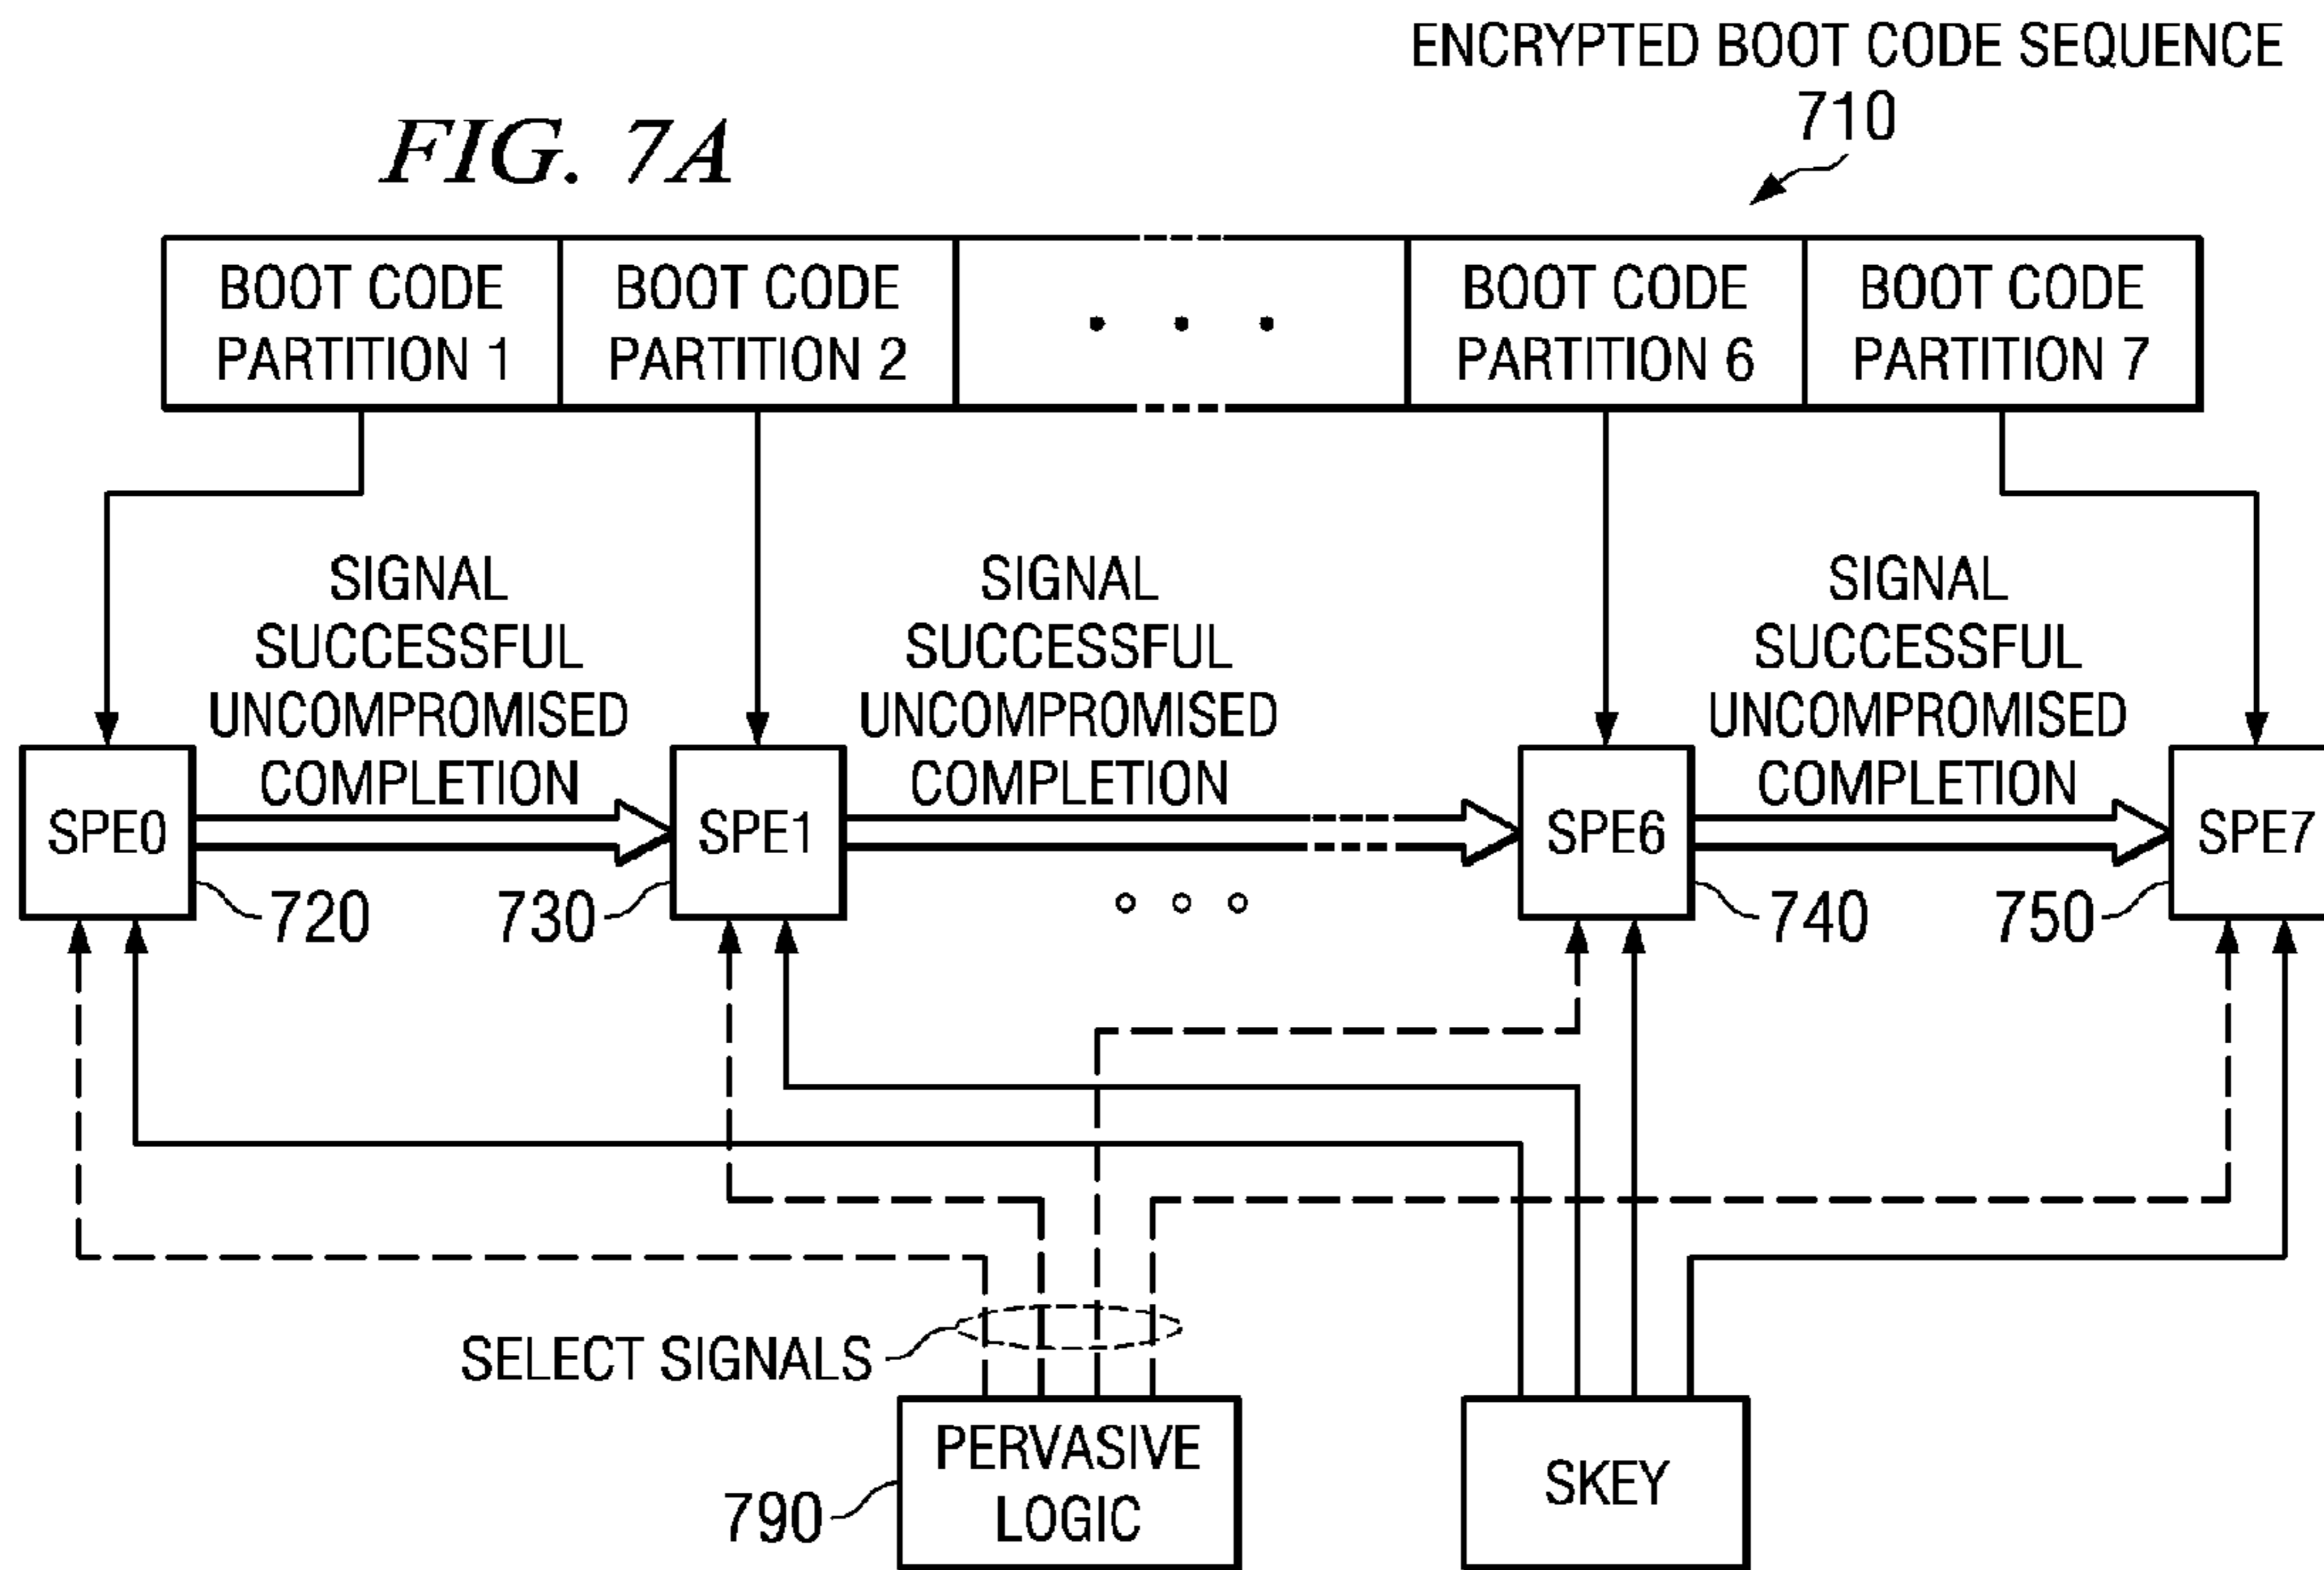 ENCRYPTED BOOT CODE SEQUENCE
710
FIG. 7A
BOOT CODE
PARTITION 1
BOOT CODE
PARTITION 2
BOOT CODE
PARTITION 6
BOOT CODE
PARTITION 7
SIGNAL
SUCCESSFUL
UNCOMPROMISED
COMPLETION
SIGNAL
SUCCESSFUL
UNCOMPROMISED
COMPLETION
SIGNAL
SUCCESSFUL
UNCOMPROMISED
COMPLETION
SPE0
SPE1
SPE6
SPE7
720
730
740
750
SELECT SIGNALS
PERVASIVE
LOGIC
790
SKEY